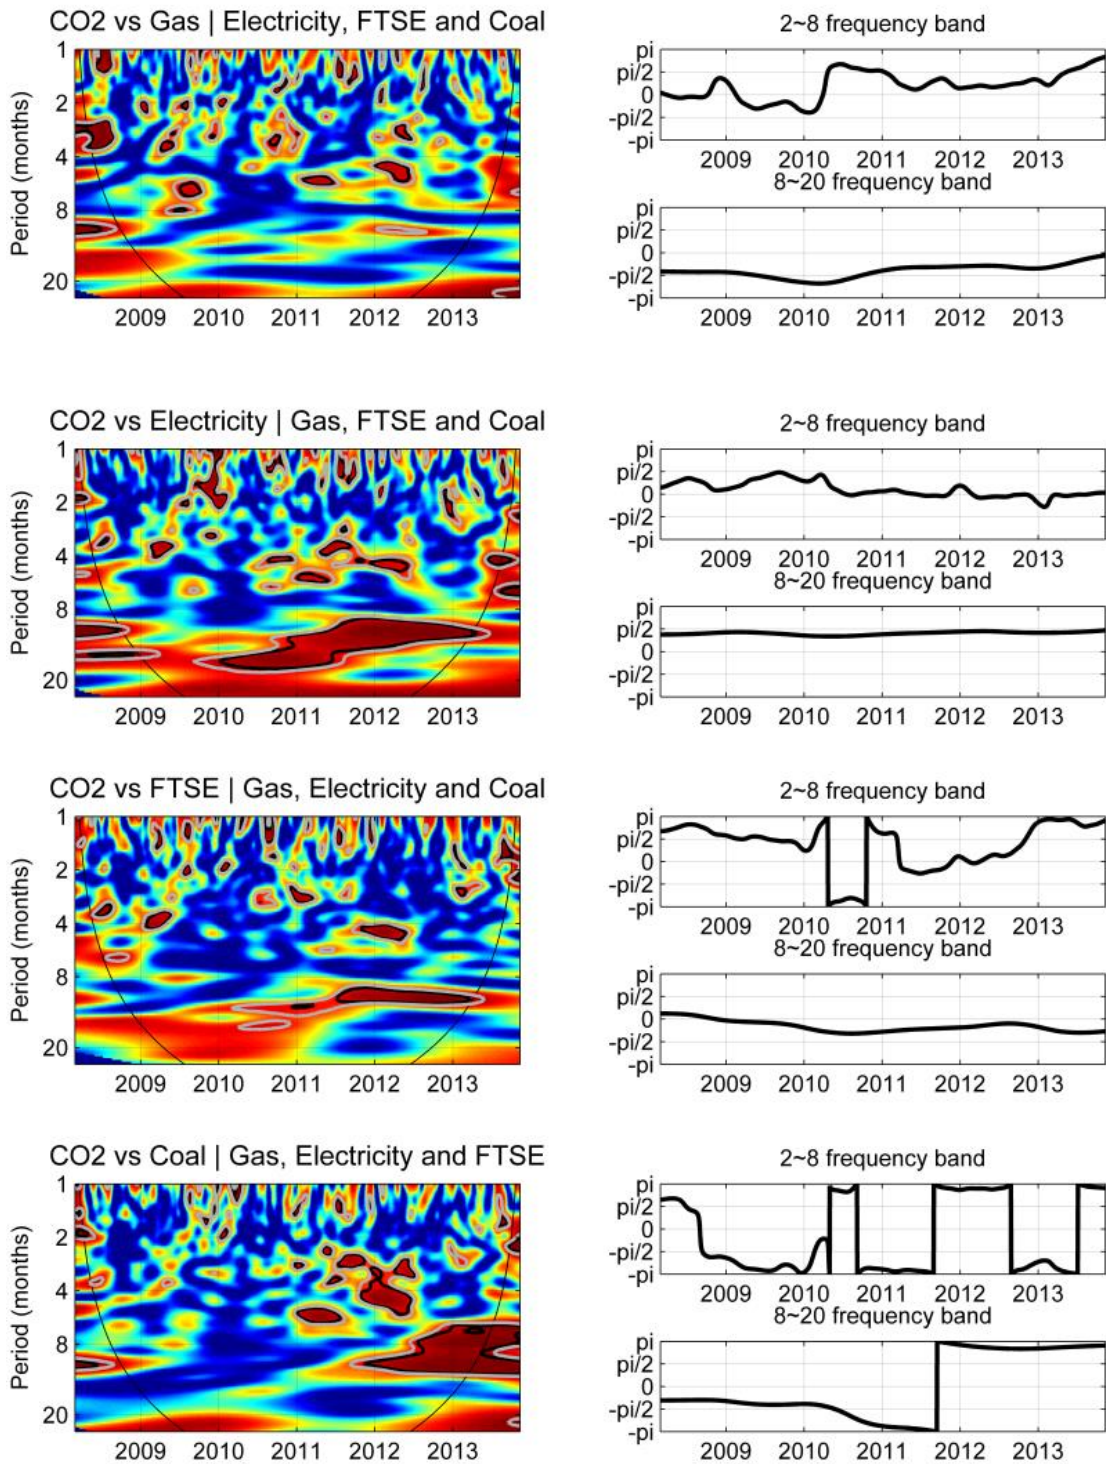 CO2 vs Gas | Electricity, FTSE and Coal
Period (months)
1
2
4
8
20
2009 2010 2011 2012 2013
2~8 frequency band
pi
pi/2
0
-pi/2
-pi
2009 2010 2011 2012 2013
8~20 frequency band
pi
pi/2
0
-pi/2
-pi
2009 2010 2011 2012 2013
CO2 vs Electricity | Gas, FTSE and Coal
Period (months)
1
2
4
8
20
2009 2010 2011 2012 2013
2~8 frequency band
pi
pi/2
0
-pi/2
-pi
2009 2010 2011 2012 2013
8~20 frequency band
pi
pi/2
0
-pi/2
-pi
2009 2010 2011 2012 2013
CO2 vs FTSE | Gas, Electricity and Coal
Period (months)
1
2
4
8
20
2009 2010 2011 2012 2013
2~8 frequency band
pi
pi/2
0
-pi/2
-pi
2009 2010 2011 2012 2013
8~20 frequency band
pi
pi/2
0
-pi/2
-pi
2009 2010 2011 2012 2013
CO2 vs Coal | Gas, Electricity and FTSE
Period (months)
1
2
4
8
20
2009 2010 2011 2012 2013
2~8 frequency band
pi
pi/2
0
-pi/2
-pi
2009 2010 2011 2012 2013
8~20 frequency band
pi
pi/2
0
-pi/2
-pi
2009 2010 2011 2012 2013